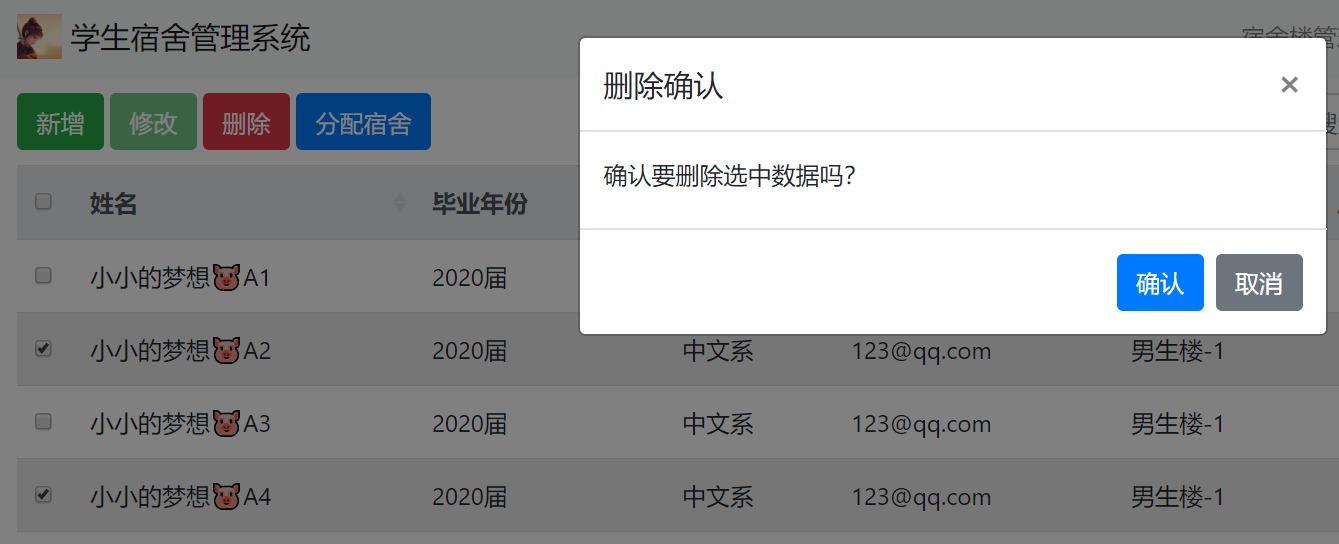 学生宿舍管理系统
宿舍楼管
删除确认
×
新增 修改 删除 分配宿舍
确认要删除选中数据吗?
姓名 毕业年份
确认 取消
小小的梦想🐷A1 2020届
小小的梦想🐷A2 2020届 中文系 123@qq.com 男生楼-1
小小的梦想🐷A3 2020届 中文系 123@qq.com 男生楼-1
小小的梦想🐷A4 2020届 中文系 123@qq.com 男生楼-1